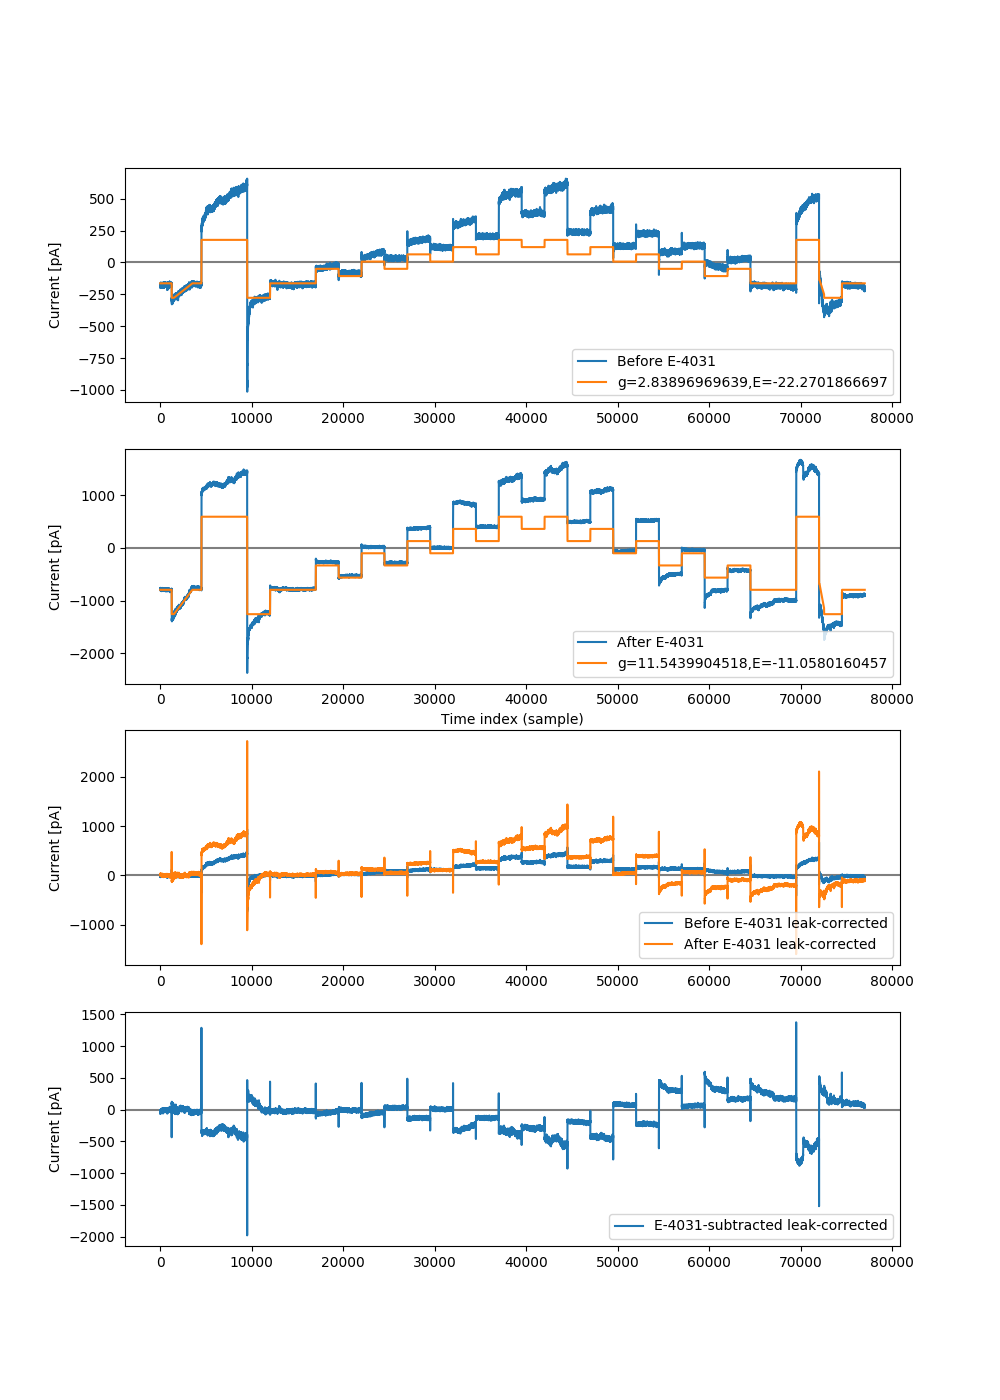 500
250
0
−250
−500
−750
−1000
Current [pA]
Before E-4031
g=2.83896969639,E=-22.2701866697
0 10000 20000 30000 40000 50000 60000 70000 80000
1000
0
−1000
−2000
Current [pA]
After E-4031
g=11.5439904518,E=-11.0580160457
0 10000 20000 30000 40000 50000 60000 70000 80000
Time index (sample)
2000
1000
0
−1000
Current [pA]
Before E-4031 leak-corrected
After E-4031 leak-corrected
0 10000 20000 30000 40000 50000 60000 70000 80000
1500
1000
500
0
−500
−1000
−1500
−2000
Current [pA]
E-4031-subtracted leak-corrected
0 10000 20000 30000 40000 50000 60000 70000 80000